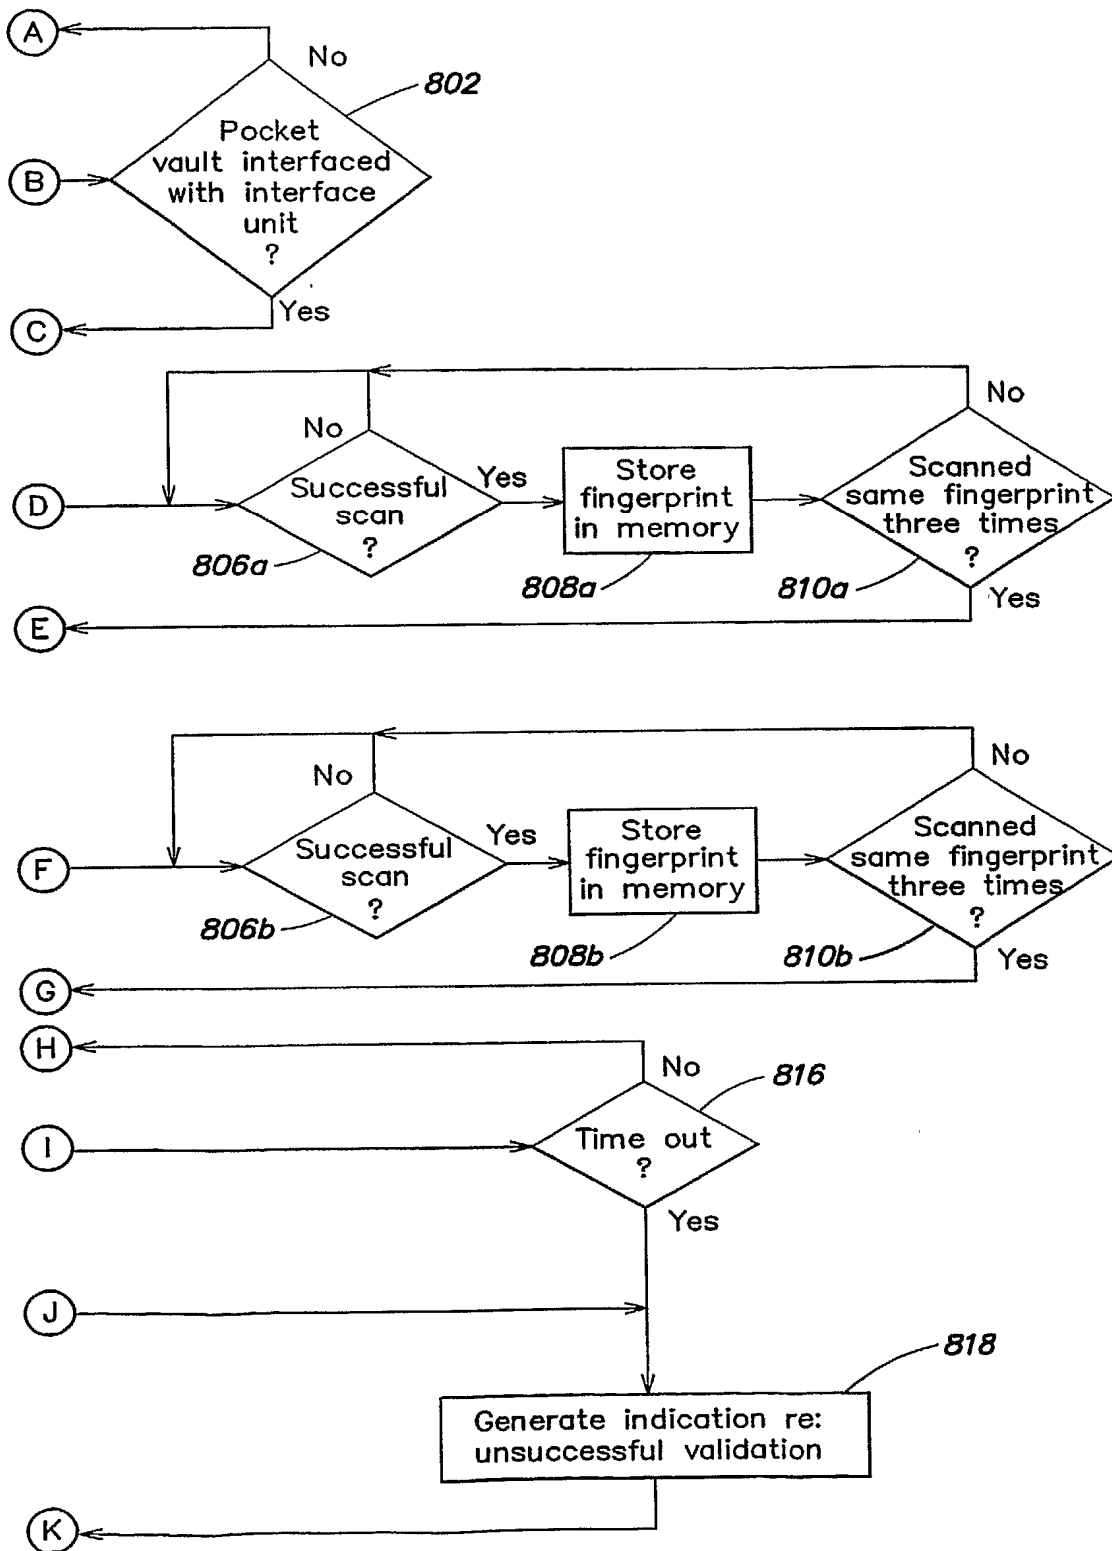 A
No
802
Pocket
vault interfaced
with interface
unit
?
B
Yes
C
No
No
Yes
Successful
scan
?
Store
fingerprint
in memory
Scanned
same fingerprint
three times
?
D
806a
808a
810a
Yes
E
No
No
Yes
Successful
scan
?
Store
fingerprint
in memory
Scanned
same fingerprint
three times
?
F
806b
808b
810b
Yes
G
H
No
816
I
Time out
?
Yes
J
818
Generate indication re:
unsuccessful validation
K